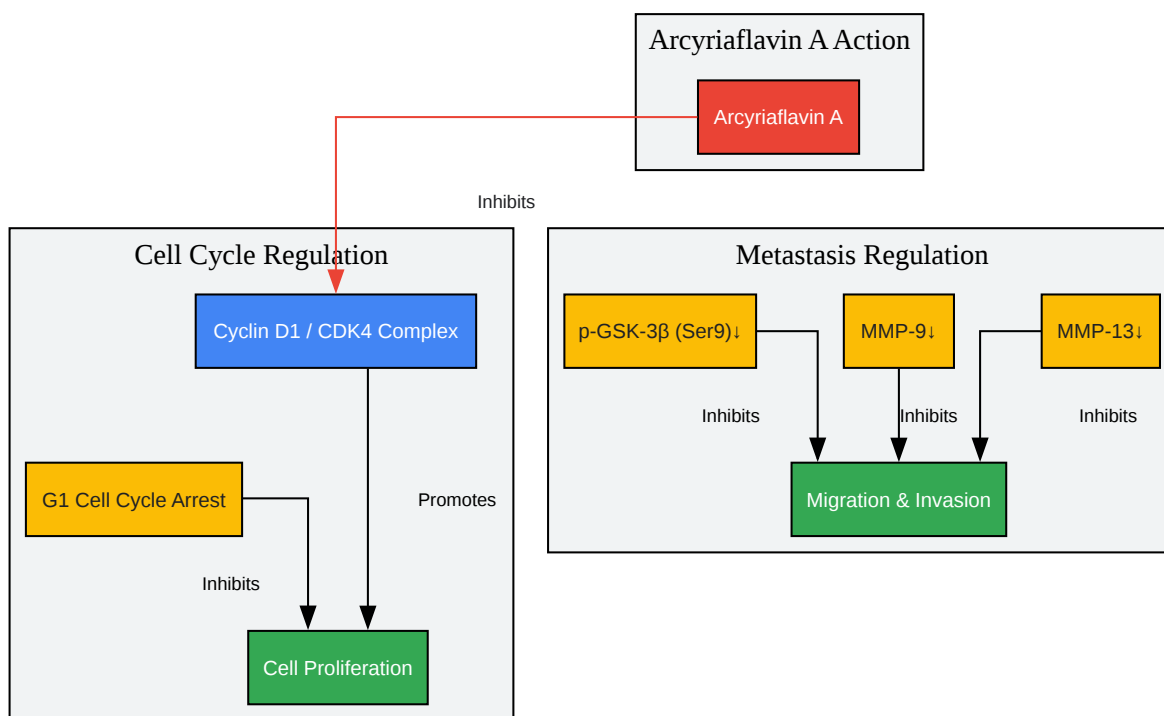 Arcyriaflavin A Action
Arcyriaflavin A
Inhibits
Cell Cycle Regulation
Cyclin D1 / CDK4 Complex
G1 Cell Cycle Arrest
Promotes
Inhibits
Cell Proliferation
Metastasis Regulation
p-GSK-3β (Ser9)↓
MMP-9↓
MMP-13↓
Inhibits
Inhibits
Inhibits
Migration & Invasion